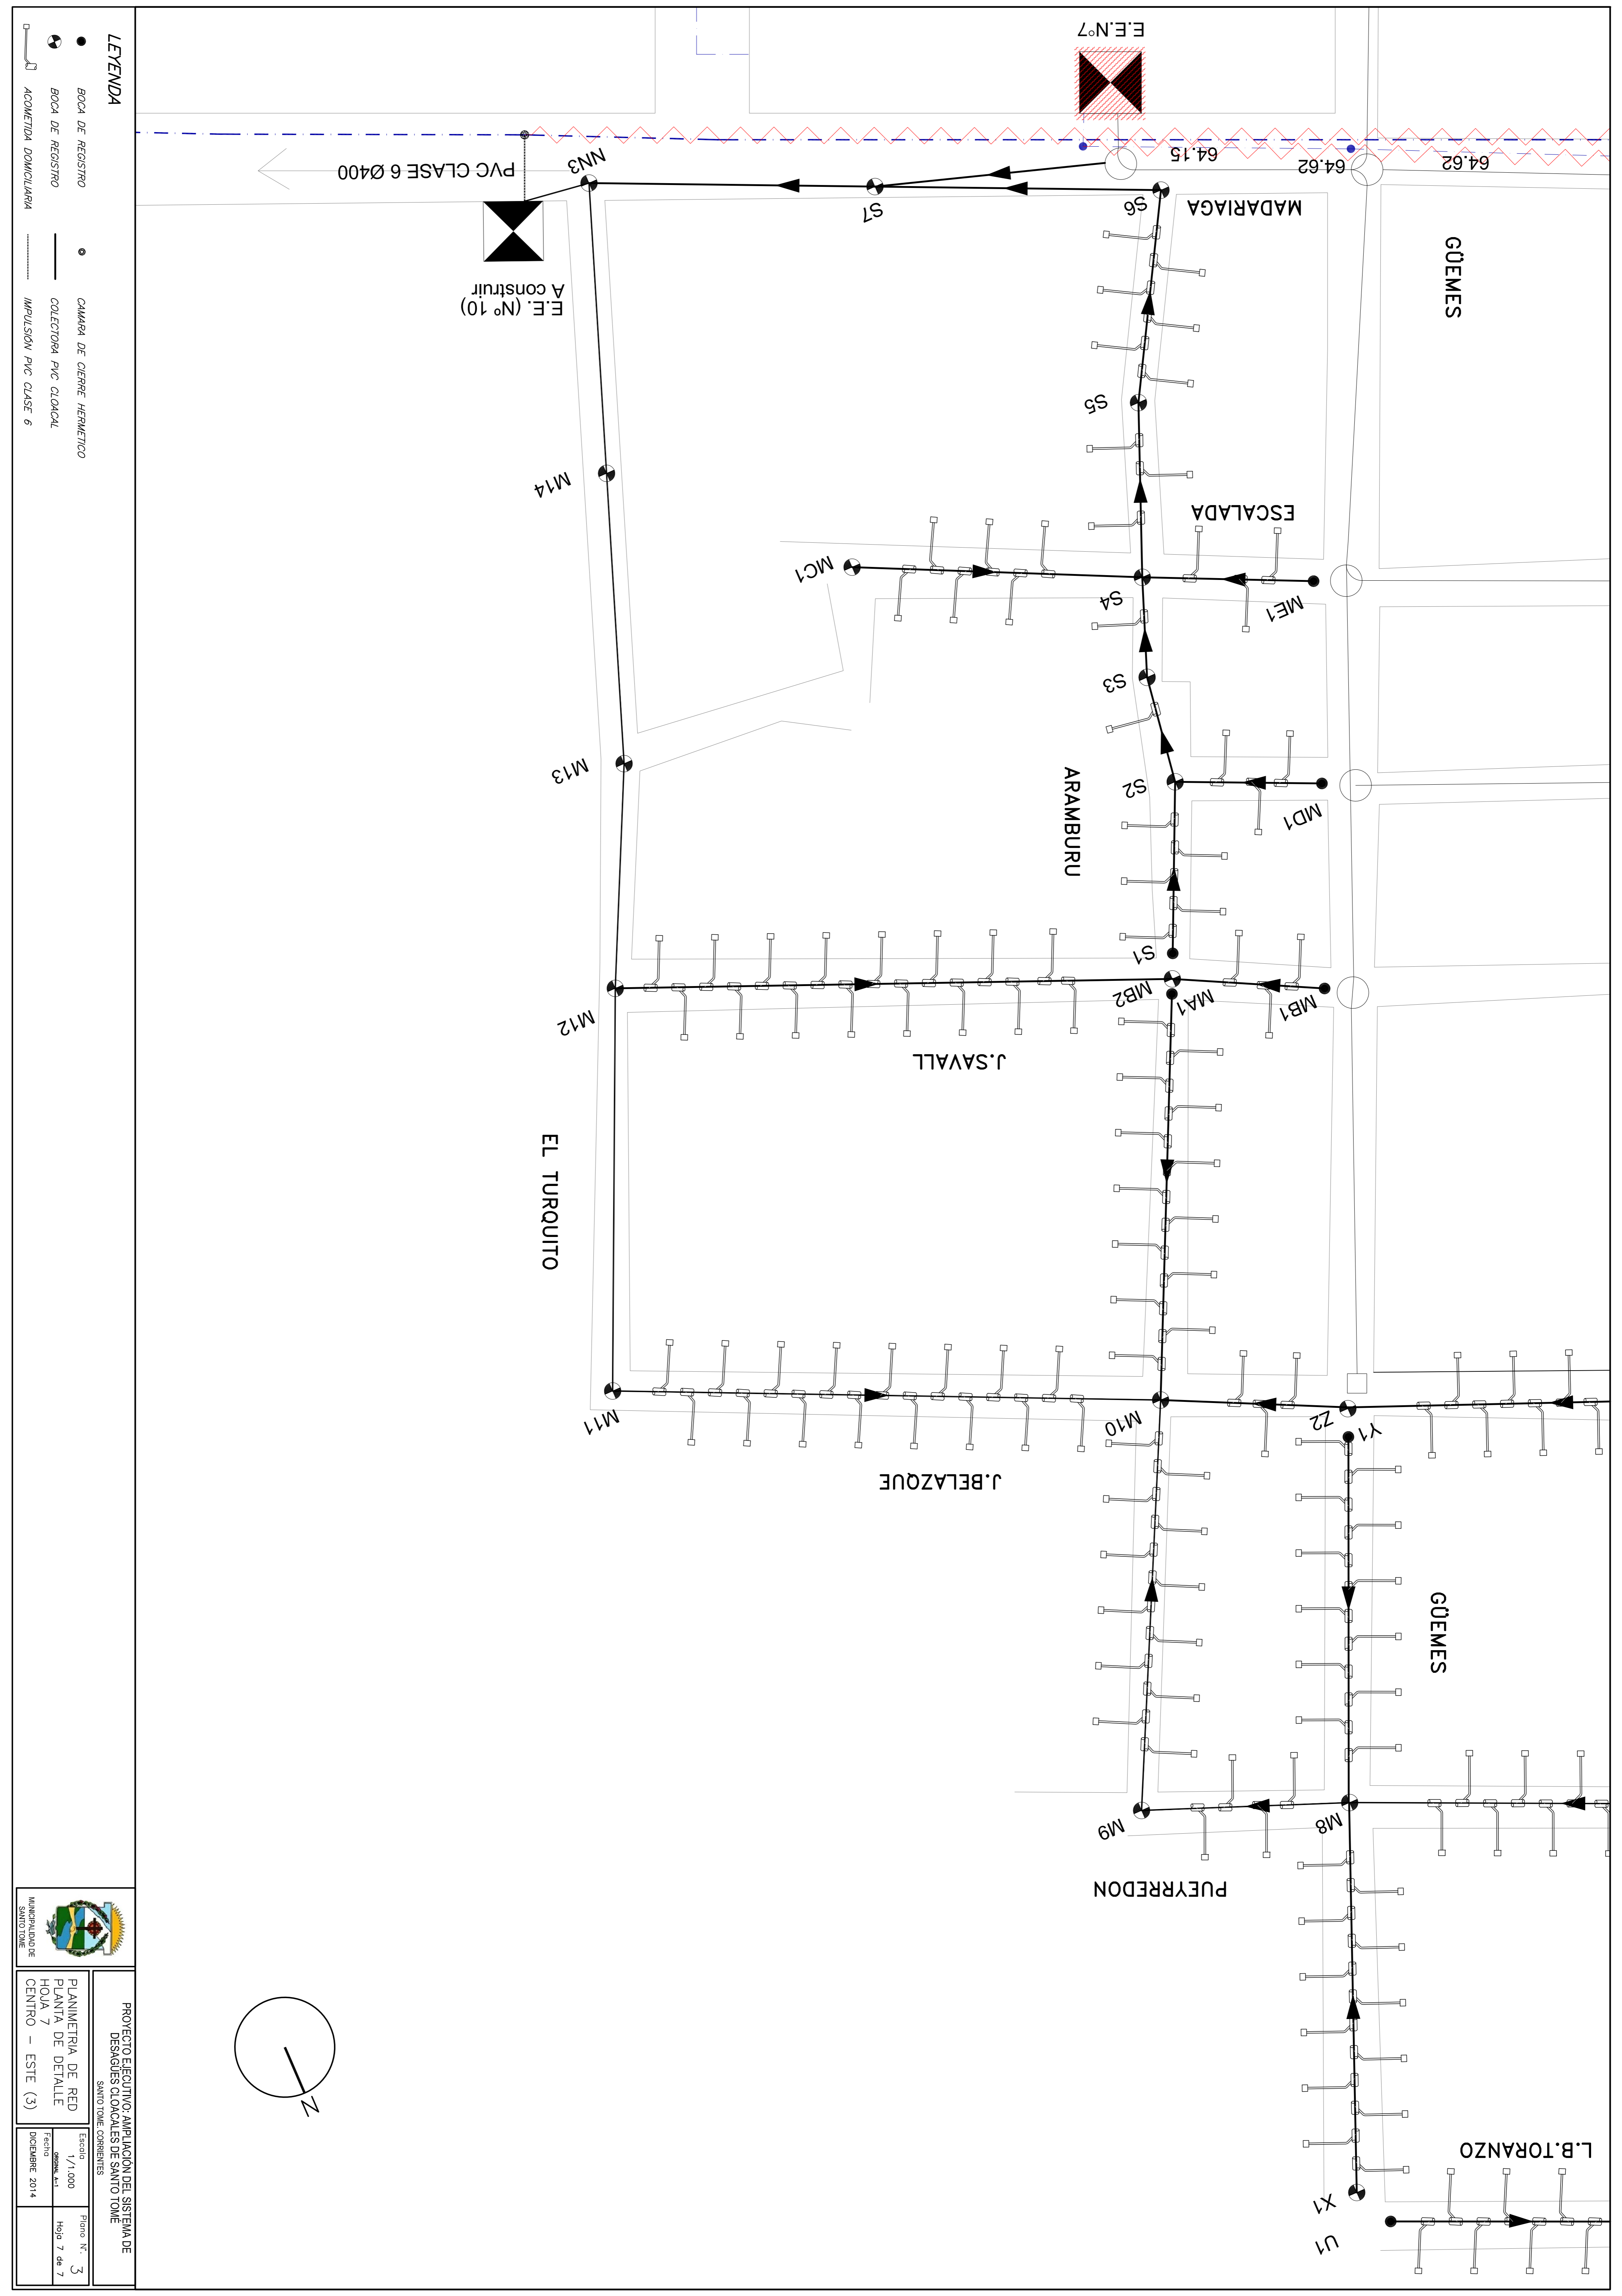 LEYENDA
BOCA DE REGISTRO
BOCA DE REGISTRO
ACOMETIDA DOMICILIARIA
CAMARA DE CIERRE HERMETICO
COLECTORA PVC CLOACAL
IMPULSIÓN PVC CLASE 6
E.E.N°7
PVC CLASE 6 Ø400
64.15
64.62
64.62
NN3
S7
S6
MADARIAGA
GÜEMES
E.E. (Nº 10)
A construir
S5
M14
ESCALADA
MC1
S4
ME1
S3
M13
S2
MD1
ARAMBURU
S1
MB2
MA1
MB1
M12
J.SAVALL
EL TURQUITO
M11
M10
Z2
Y1
J.BELAZQUE
GÜEMES
M9
M8
PUEYRREDON
L.B.TORANZO
X1
U1
N
MUNICIPALIDAD DE
SANTO TOME
PROYECTO EJECUTIVO: AMPLIACIÓN DEL SISTEMA DE
DESAGÜES CLOACALES DE SANTO TOMÉ
SANTO TOME. CORRIENTES
PLANIMETRIA DE RED
PLANTA DE DETALLE
HOJA 7
CENTRO - ESTE (3)
Escala
1/1.000
ORIGINAL A-1
Fecha
DICIEMBRE 2014
Plano N°.
3
Hoja 7 de 7